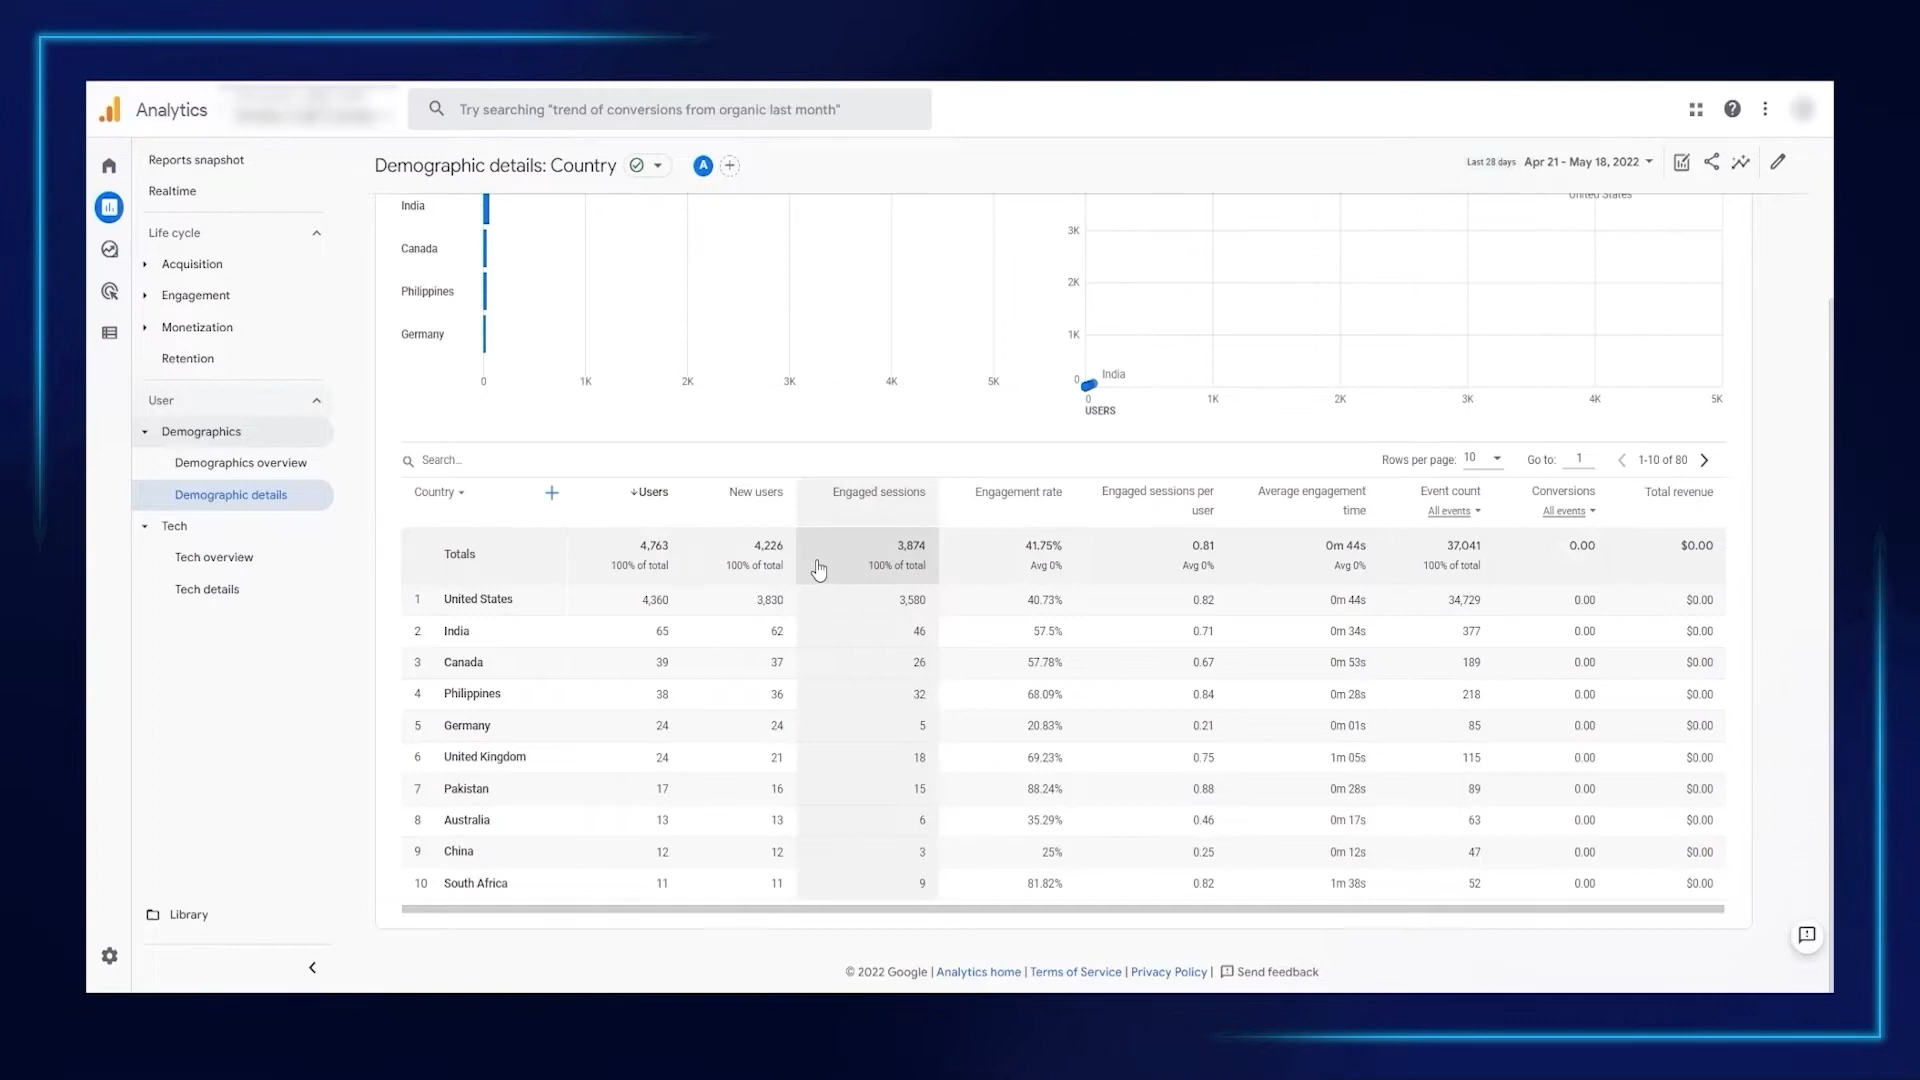 Analytics
Try searching "trend of conversions from organic last month"
Reports snapshot
Realtime
Life cycle
Acquisition
Engagement
Monetization
Retention
User
Demographics
Demographics overview
Demographic details
Tech
Tech overview
Tech details
Library
Demographic details: Country
A
Last 28 days Apr 21 - May 18, 2022
India
Canada
Philippines
Germany
0 1K 2K 3K 4K 5K
United States
3K
2K
1K
0
India
0 1K 2K 3K 4K 5K
USERS
Search...
Rows per page: 10 Go to: 1 1-10 of 80
Country Users New users Engaged sessions Engagement rate Engaged sessions per user Average engagement time Event count All events Conversions All events Total revenue
Totals 4,763 4,226 3,874 41.75% 0.81 0m 44s 37,041 0.00 $0.00
100% of total 100% of total 100% of total Avg 0% Avg 0% Avg 0% 100% of total
1 United States 4,360 3,830 3,580 40.73% 0.82 0m 44s 34,729 0.00 $0.00
2 India 65 62 46 57.5% 0.71 0m 34s 377 0.00 $0.00
3 Canada 39 37 26 57.78% 0.67 0m 53s 189 0.00 $0.00
4 Philippines 38 36 32 68.09% 0.84 0m 28s 218 0.00 $0.00
5 Germany 24 24 5 20.83% 0.21 0m 01s 85 0.00 $0.00
6 United Kingdom 24 21 18 69.23% 0.75 1m 05s 115 0.00 $0.00
7 Pakistan 17 16 15 88.24% 0.88 0m 28s 89 0.00 $0.00
8 Australia 13 13 6 35.29% 0.46 0m 17s 63 0.00 $0.00
9 China 12 12 3 25% 0.25 0m 12s 47 0.00 $0.00
10 South Africa 11 11 9 81.82% 0.82 1m 38s 52 0.00 $0.00
© 2022 Google | Analytics home | Terms of Service | Privacy Policy | Send feedback